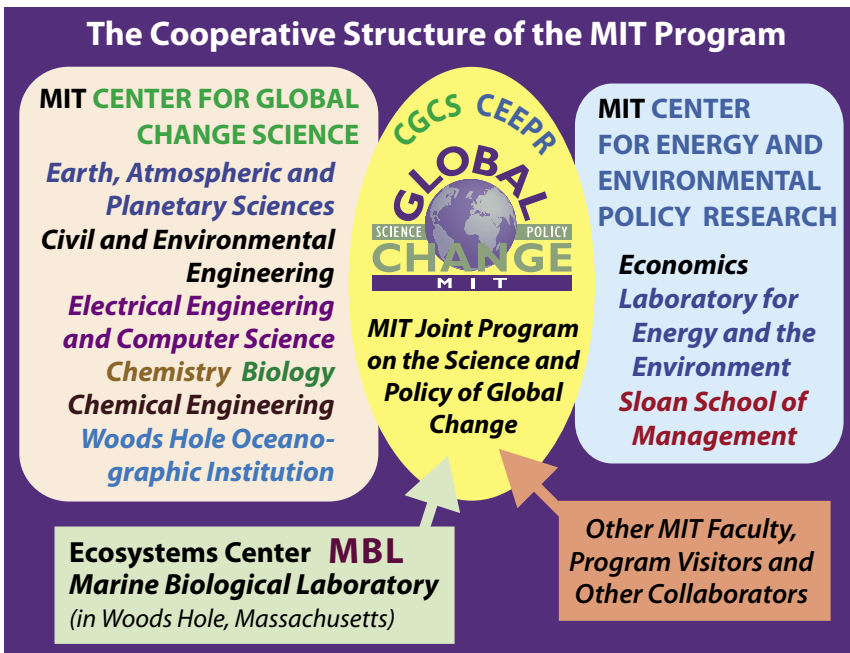 The Cooperative Structure of the MIT Program
MIT CENTER FOR GLOBAL
CHANGE SCIENCE
Earth, Atmospheric and
Planetary Sciences
Civil and Environmental
Engineering
Electrical Engineering
and Computer Science
Chemistry Biology
Chemical Engineering
Woods Hole Oceano-
graphic Institution
CGCS CEEPR
GLOBAL
SCIENCE POLICY
CHANGE
MIT
MIT Joint Program
on the Science and
Policy of Global
Change
MIT CENTER
FOR ENERGY AND
ENVIRONMENTAL
POLICY RESEARCH
Economics
Laboratory for
Energy and the
Environment
Sloan School of
Management
Ecosystems Center MBL
Marine Biological Laboratory
(in Woods Hole, Massachusetts)
Other MIT Faculty,
Program Visitors and
Other Collaborators